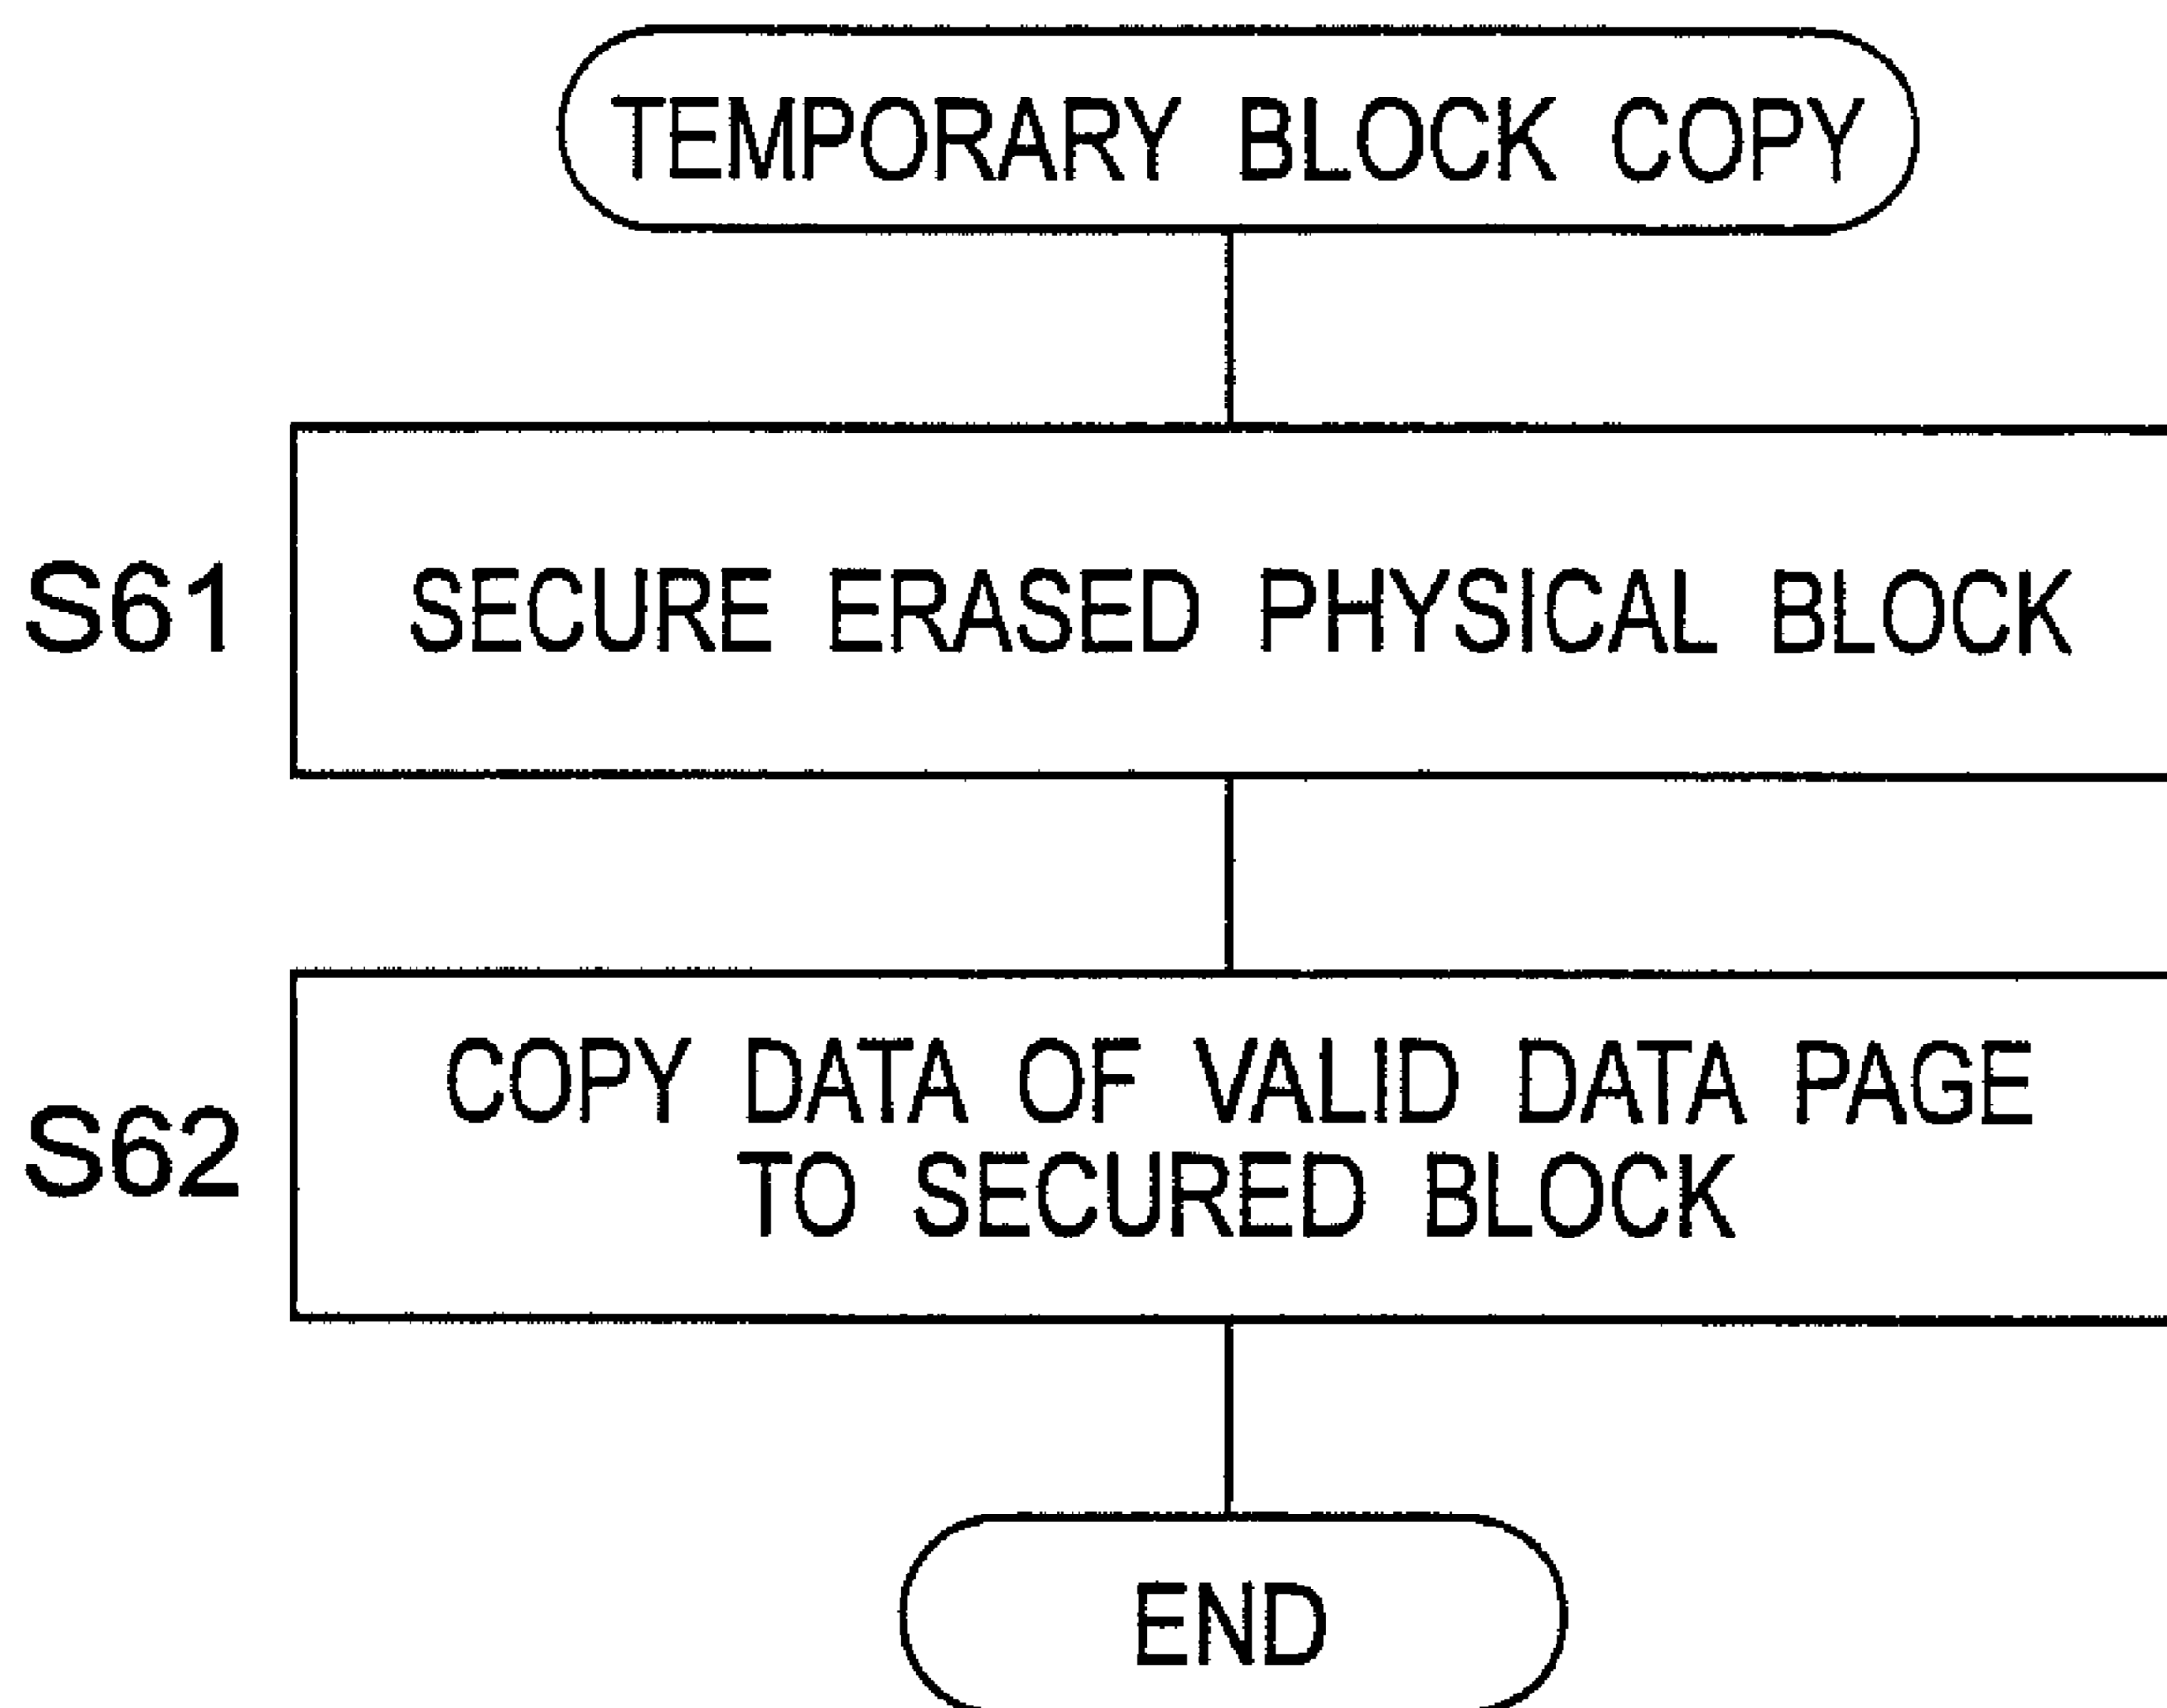 TEMPORARY BLOCK COPY
S61 SECURE ERASED PHYSICAL BLOCK
S62 COPY DATA OF VALID DATA PAGE
TO SECURED BLOCK
END